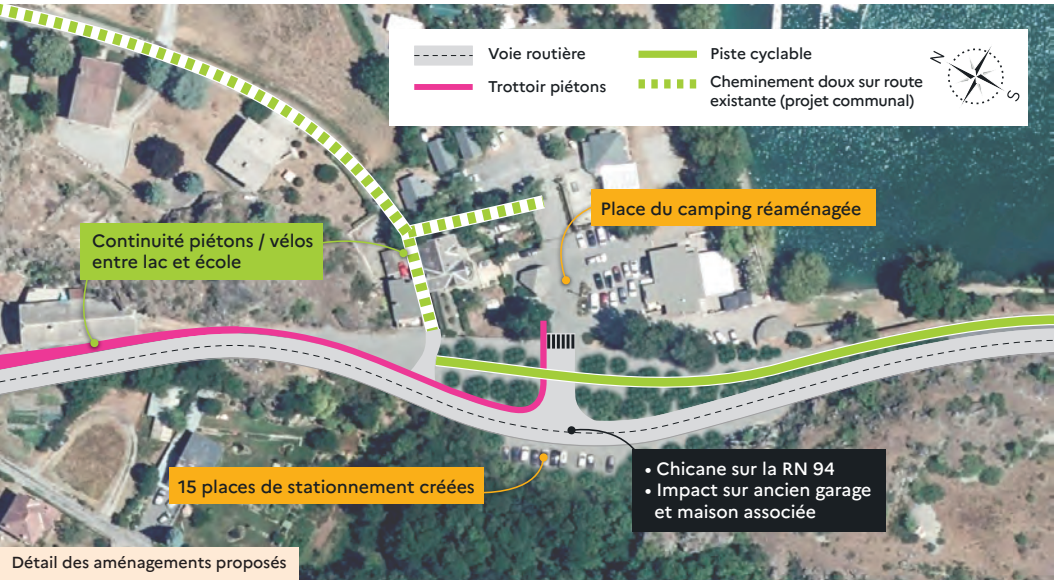 Voie routière
Trottoir piétons
Piste cyclable
Cheminement doux sur route
existante (projet communal)
N
S
Place du camping réaménagée
Continuité piétons / vélos
entre lac et école
15 places de stationnement créées
• Chicane sur la RN 94
• Impact sur ancien garage
et maison associée
Détail des aménagements proposés